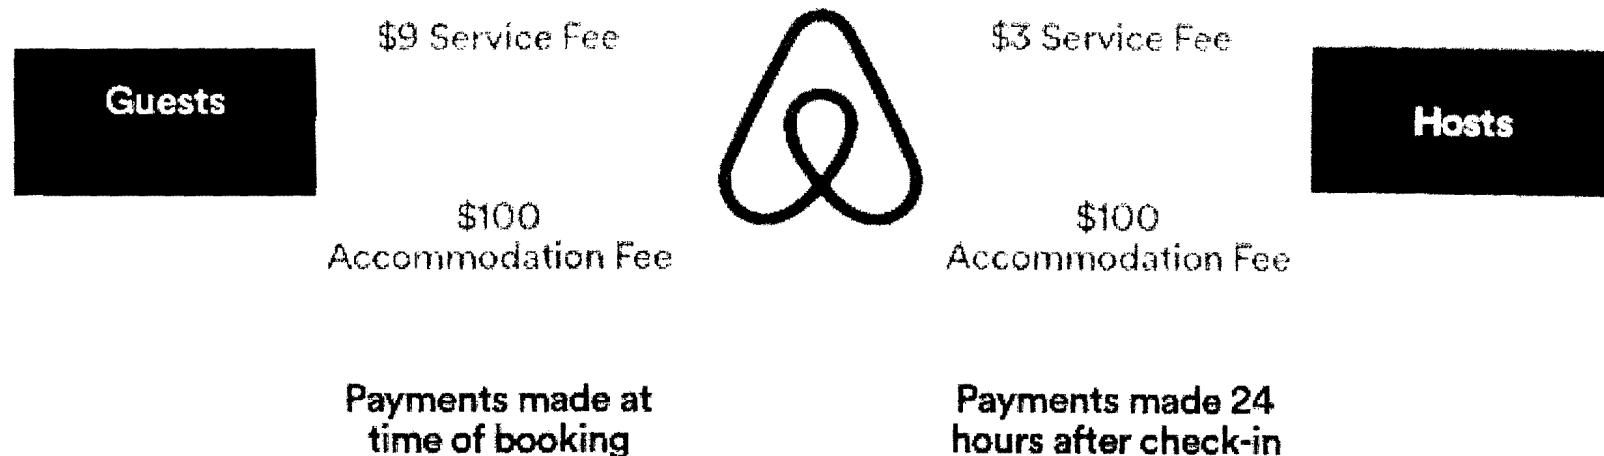 $9 Service Fee
$3 Service Fee
Guests
Hosts
$100
Accommodation Fee
$100
Accommodation Fee
Payments made at
time of booking
Payments made 24
hours after check-in